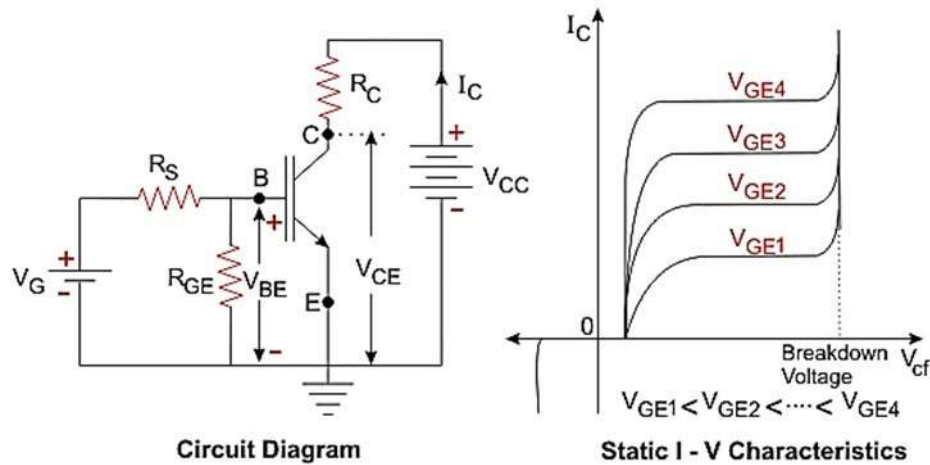 R_C
I_C
C
+
V_CC
-
R_S
B
+
V_G
+
-
R_GE
V_BE
V_CE
E
-
Circuit Diagram
I_C
V_GE4
V_GE3
V_GE2
V_GE1
0
Breakdown
Voltage
V_cf
V_GE1 < V_GE2 < ···· < V_GE4
Static I - V Characteristics